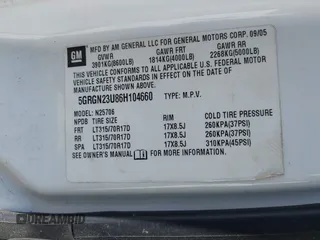 GM
MFD BY AM GENERAL LLC FOR GENERAL MOTORS CORP. 09/05
GVWR GAWR FRT GAWR RR
3901KG(8600LB) 1814KG(4000LB) 2268KG(5000LB)
THIS VEHICLE CONFORMS TO ALL APPLICABLE U.S. FEDERAL MOTOR
VEHICLE SAFETY STANDARDS IN EFFECT ON THE DATE OF
MANUFACTURE SHOWN ABOVE.
5GRGN23U86H104660 TYPE: M.P.V.
MODEL: N25706
NPDB TIRE SIZE RIM COLD TIRE PRESSURE
FRT LT315/70R17D 17X8.5J 260KPA(37PSI)
RR LT315/70R17D 17X8.5J 260KPA(37PSI)
SPA LT315/70R17D 17X8.5J 310KPA(45PSI)
SEE OWNER'S MANUAL FOR ADDITIONAL INFORMATION.
DREAMBID